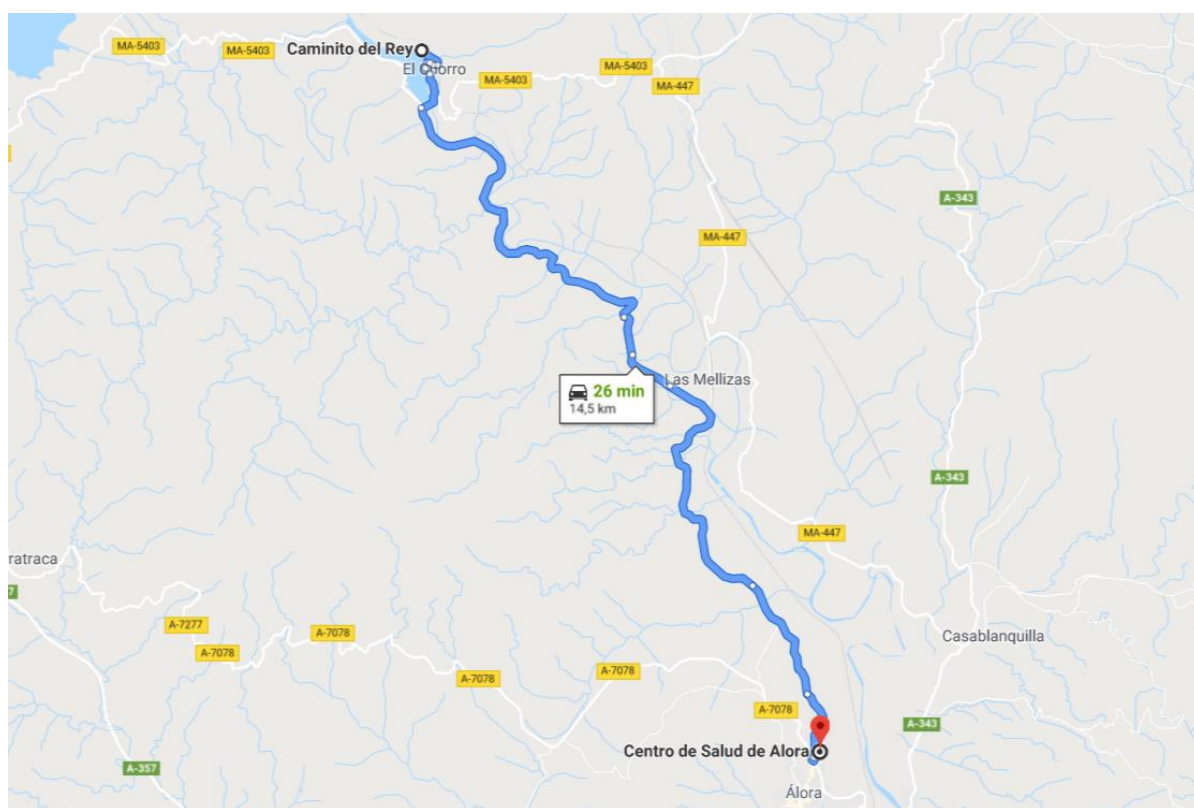 MA-5403
MA-5403
Caminito del Rey
El Chorro
MA-5403
MA-5403
MA-447
A-343
MA-447
26 min
14,5 km
Las Mellizas
A-343
MA-447
rratraca
7
A-7277
A-7078
A-7078
Casablanquilla
A-7078
A-7078
A-7078
A-343
Centro de Salud de Alora
A-357
Álora